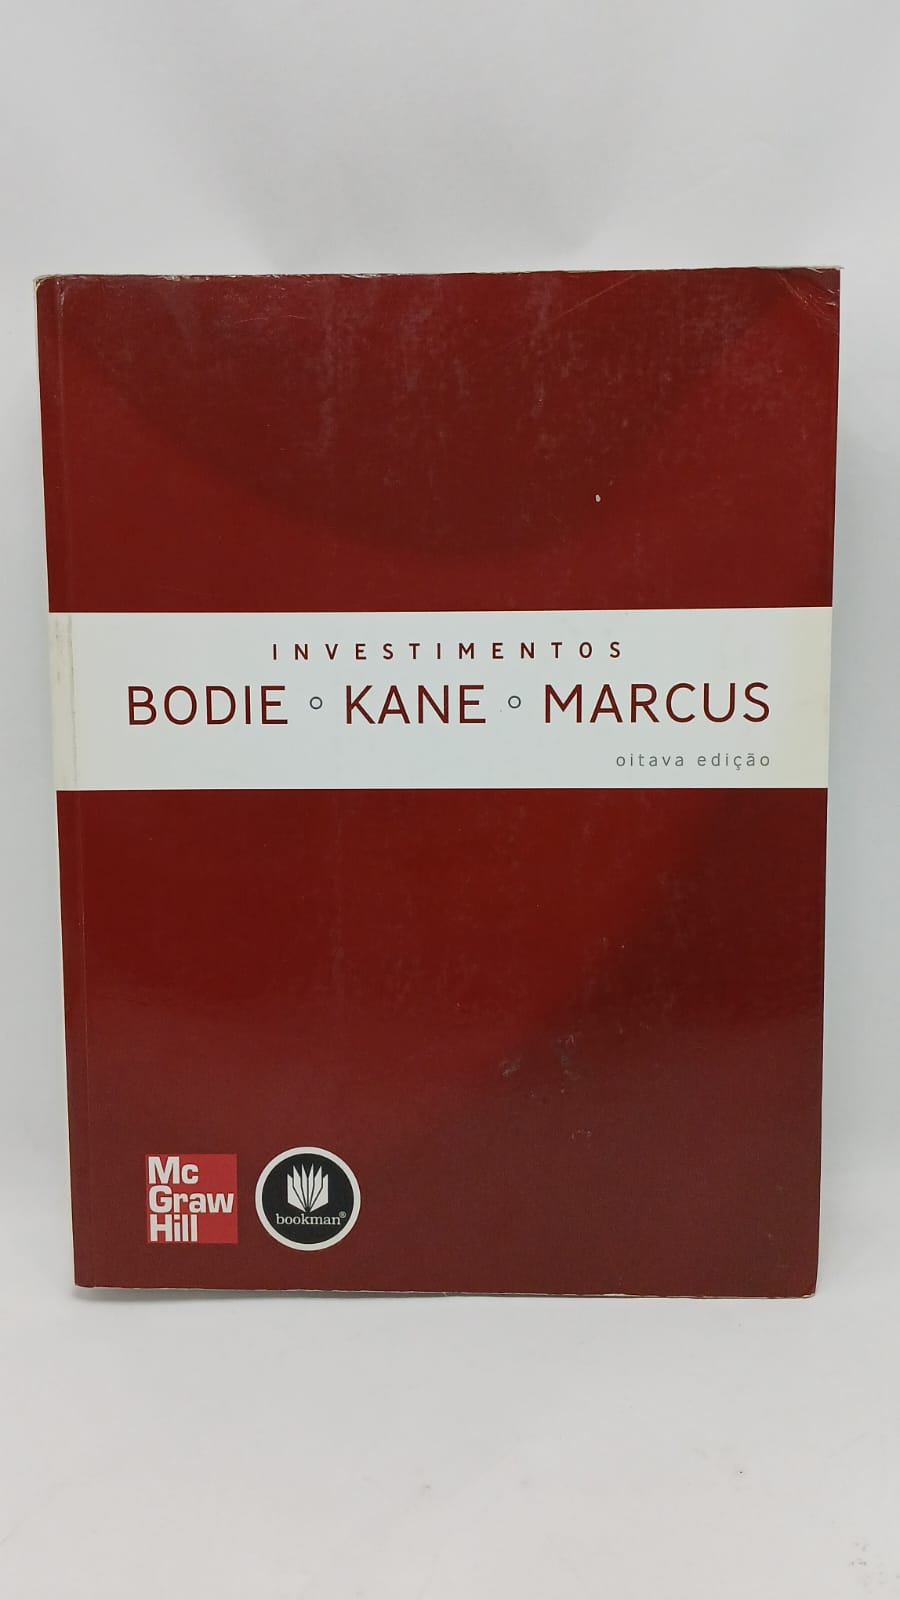 INVESTIMENTOS
BODIE ◦ KANE ◦ MARCUS
oitava edição
Mc
Graw
Hill
bookman®